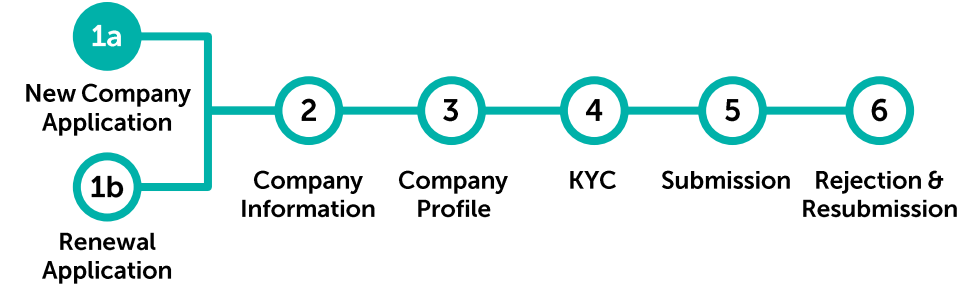 1a
New Company
Application
1b
Renewal
Application
2
Company
Information
3
Company
Profile
4
KYC
5
Submission
6
Rejection &
Resubmission